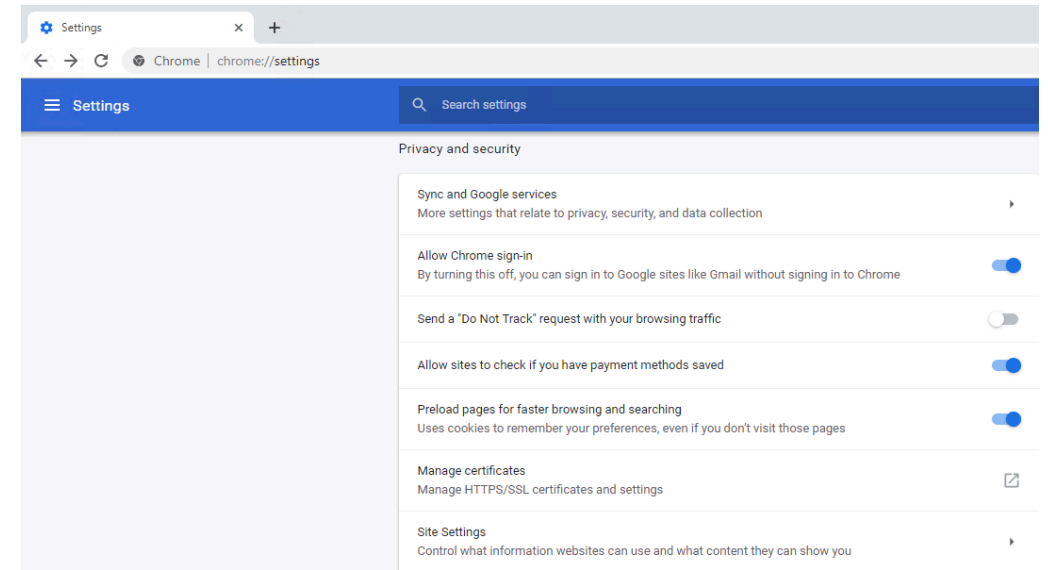 Settings
Chrome | chrome://settings
Settings
Search settings
Privacy and security
Sync and Google services
More settings that relate to privacy, security, and data collection
Allow Chrome sign-in
By turning this off, you can sign in to Google sites like Gmail without signing in to Chrome
Send a "Do Not Track" request with your browsing traffic
Allow sites to check if you have payment methods saved
Preload pages for faster browsing and searching
Uses cookies to remember your preferences, even if you don't visit those pages
Manage certificates
Manage HTTPS/SSL certificates and settings
Site Settings
Control what information websites can use and what content they can show you